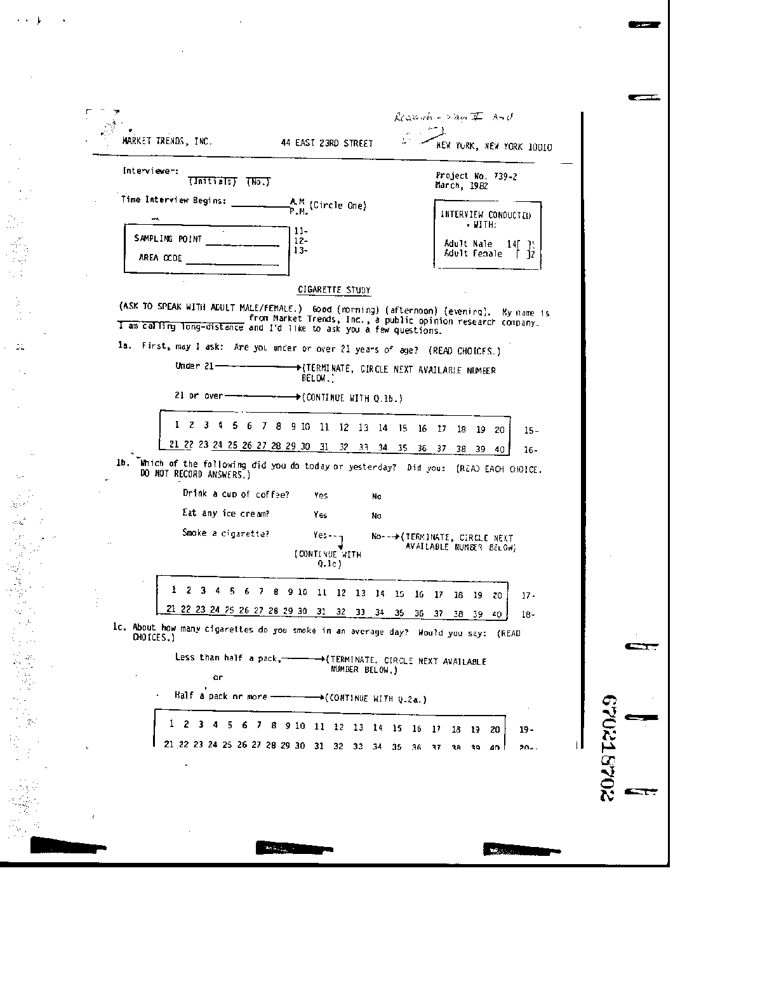 Research -
MARKET TRENDS, INC. 44 EAST 23RD STREET NEW YORK, NEW YORK 10010
Interviewer: (Initials) (No.)
Project No. 739-2
March, 1982
Time Interview Begins: A.M (Circle One)
P.M.
INTERVIEW CONDUCTED
WITH:
Adult Male 14[ ]1
Adult Female [ ]2
SAMPLING POINT
AREA CODE
11-
12-
13-
CIGARETTE STUDY
(ASK TO SPEAK WITH ADULT MALE/FEMALE.) Good (morning) (afternoon) (evening). My name is
from Market Trends, Inc., a public opinion research company.
I am calling long-distance and I'd like to ask you a few questions.
1a. First, may I ask: Are you under or over 21 years of age? (READ CHOICES.)
Under 21 (TERMINATE, CIRCLE NEXT AVAILABLE NUMBER
BELOW.)
21 or over (CONTINUE WITH Q.1b.)
1 2 3 4 5 6 7 8 9 10 11 12 13 14 15 16 17 18 19 20 15-
21 22 23 24 25 26 27 28 29 30 31 32 33 34 35 36 37 38 39 40 16-
1b. Which of the following did you do today or yesterday? Did you: (READ EACH CHOICE.
DO NOT RECORD ANSWERS.)
Drink a cup of coffee? Yes No
Eat any ice cream? Yes No
Smoke a cigarette? Yes-- No--(TERMINATE, CIRCLE NEXT
AVAILABLE NUMBER BELOW)
(CONTINUE WITH
Q.1c)
1 2 3 4 5 6 7 8 9 10 11 12 13 14 15 16 17 18 19 20 17-
21 22 23 24 25 26 27 28 29 30 31 32 33 34 35 36 37 38 39 40 18-
1c. About how many cigarettes do you smoke in an average day? Would you say: (READ
CHOICES.)
Less than half a pack, (TERMINATE, CIRCLE NEXT AVAILABLE
NUMBER BELOW.)
or
Half a pack or more (CONTINUE WITH Q.2a.)
1 2 3 4 5 6 7 8 9 10 11 12 13 14 15 16 17 18 19 20 19-
21 22 23 24 25 26 27 28 29 30 31 32 33 34 35 36 37 38 39 40 20-
670218702